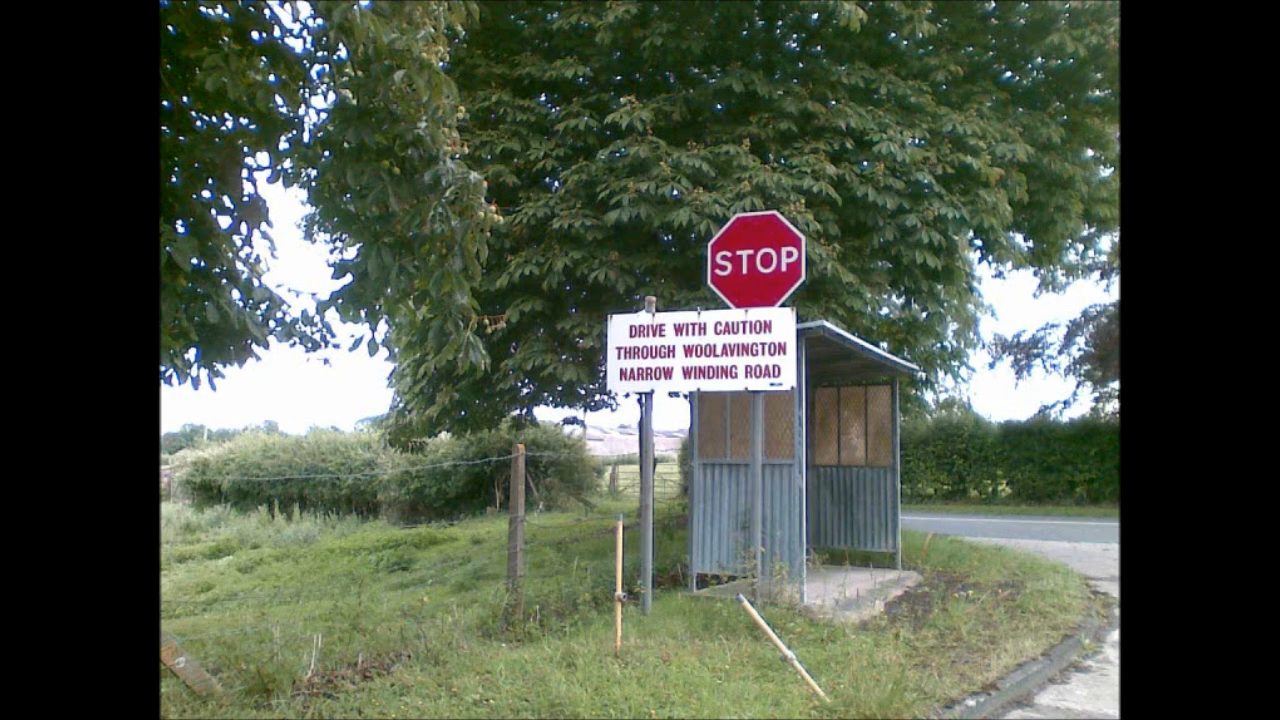 STOP
DRIVE WITH CAUTION
THROUGH WOOLAVINGTON
NARROW WINDING ROAD